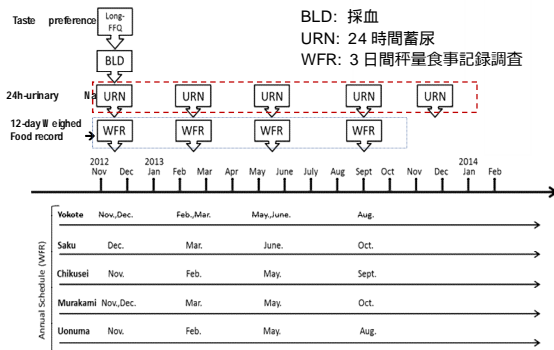 Taste preference
Long-
FFQ
BLD: 採血
URN: 24 時間蓄尿
WFR: 3 日間秤量食事記録調査
BLD
24h-urinary Na
URN URN URN URN URN
12-day Weighed
Food record
WFR WFR WFR WFR
2012 2013 2014
Nov Dec Jan Feb Mar Apr May Jun July Aug Sept Oct Nov Dec Jan Feb
Annual Schedule (WFR)
Yokote Nov.,Dec. Feb.,Mar. May.,June. Aug.
Saku Dec. Mar. June. Oct.
Chikusei Nov. Feb. May. Sept.
Murakami Nov.,Dec. Mar. May. Oct.
Uonuma Nov. Feb. May. Aug.